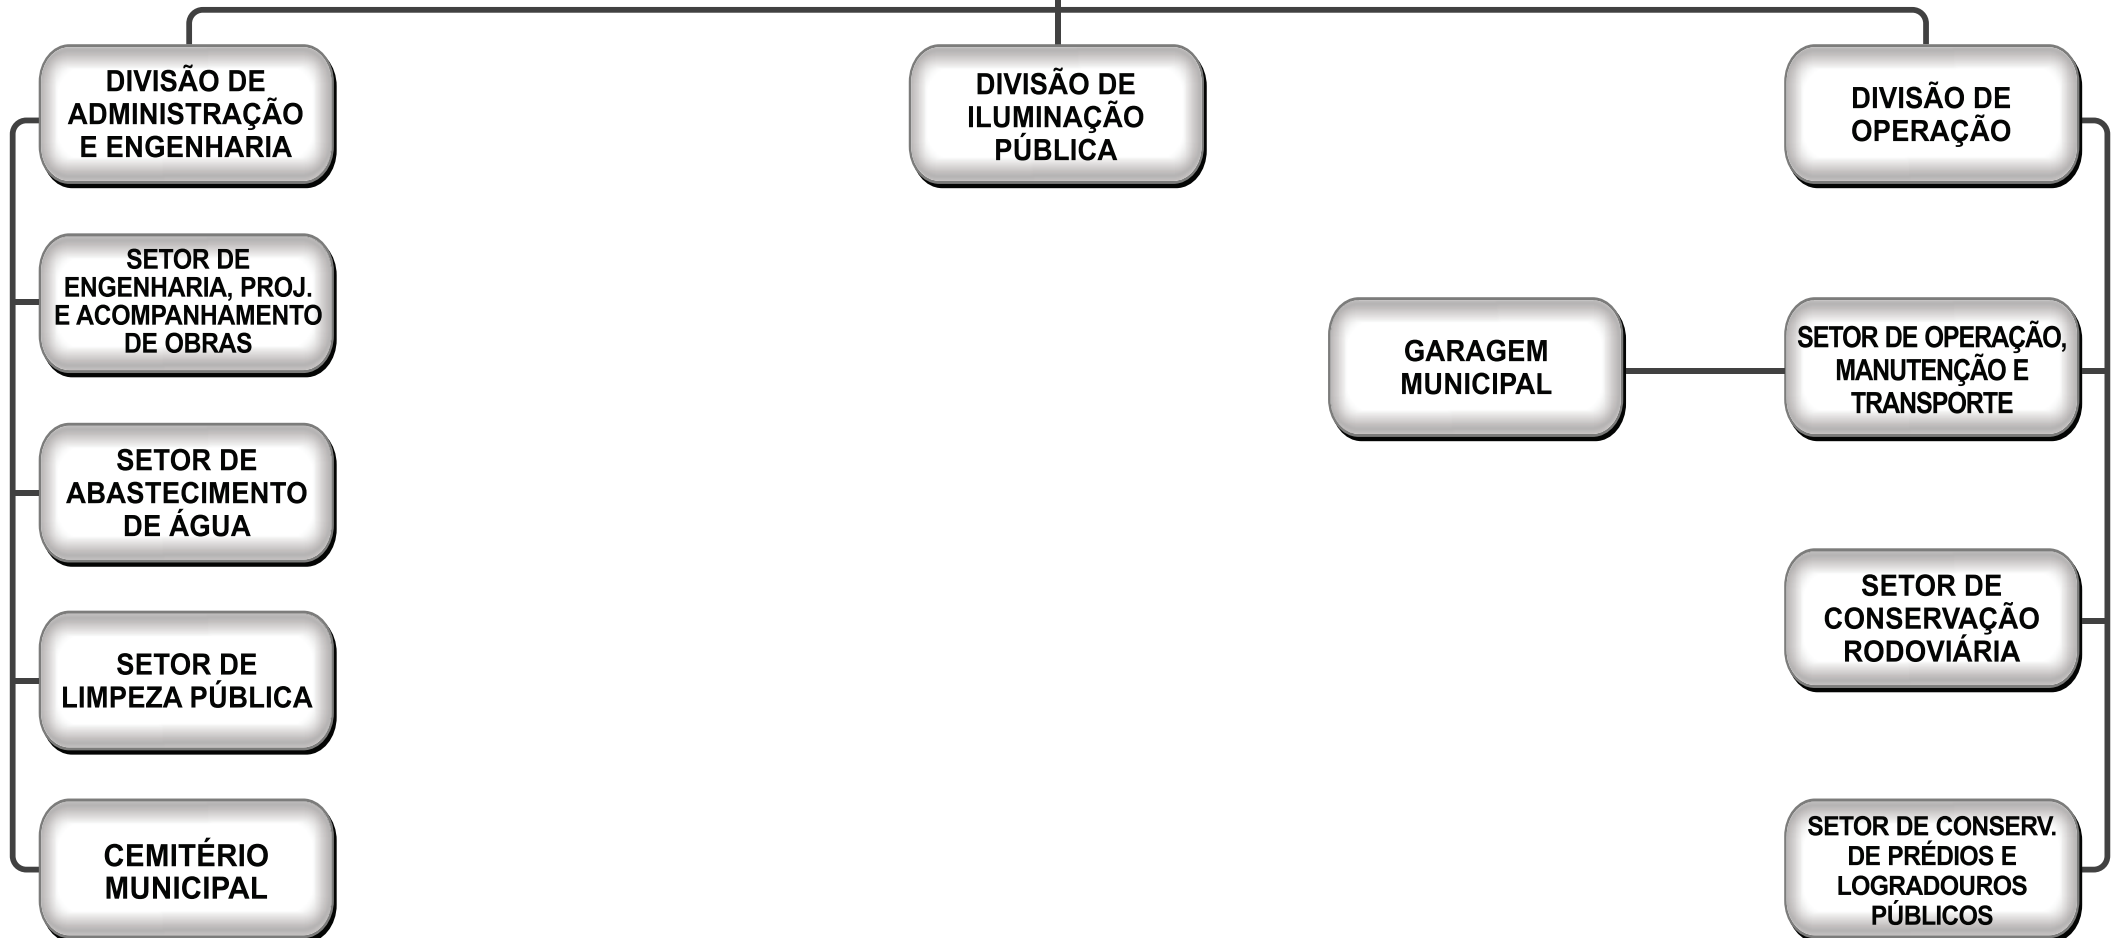 DIVISÃO DE
ADMINISTRAÇÃO
E ENGENHARIA
DIVISÃO DE
ILUMINAÇÃO
PÚBLICA
DIVISÃO DE
OPERAÇÃO
SETOR DE
ENGENHARIA, PROJ.
E ACOMPANHAMENTO
DE OBRAS
GARAGEM
MUNICIPAL
SETOR DE OPERAÇÃO,
MANUTENÇÃO E
TRANSPORTE
SETOR DE
ABASTECIMENTO
DE ÁGUA
SETOR DE
CONSERVAÇÃO
RODOVIÁRIA
SETOR DE
LIMPEZA PÚBLICA
CEMITÉRIO
MUNICIPAL
SETOR DE CONSERV.
DE PRÉDIOS E
LOGRADOUROS
PÚBLICOS